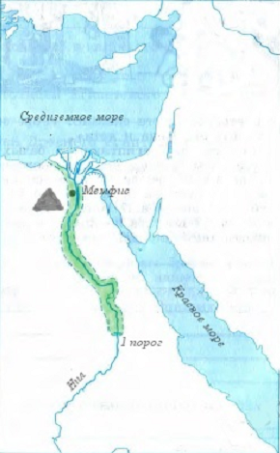 Средиземное море
Мемфис
Красное море
1 порог
Нил